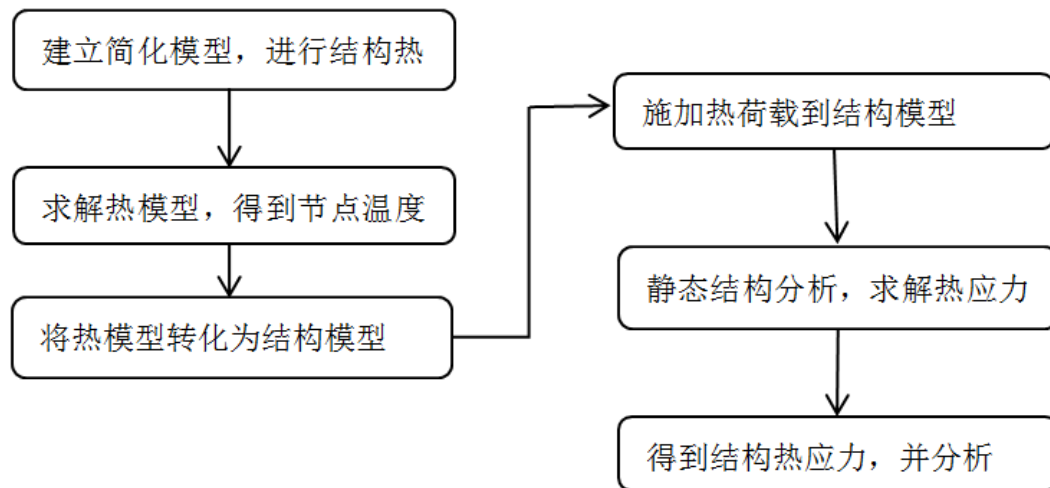 建立简化模型，进行结构热
求解热模型，得到节点温度
将热模型转化为结构模型
施加热荷载到结构模型
静态结构分析，求解热应力
得到结构热应力，并分析